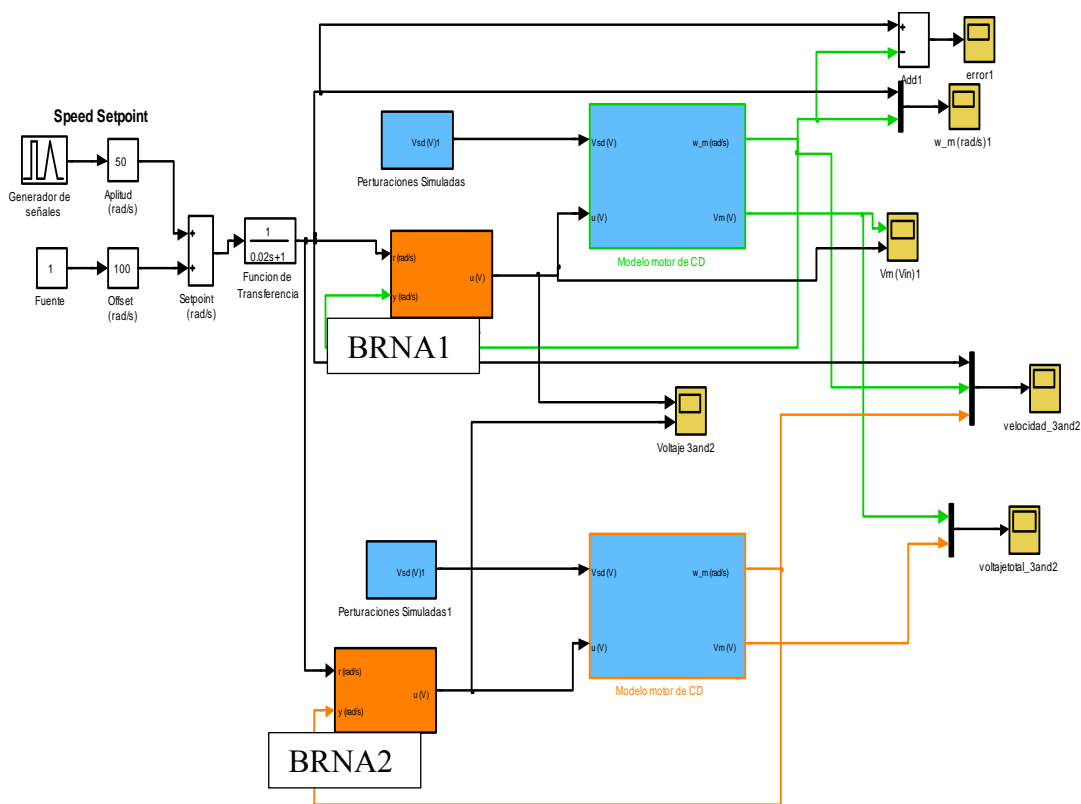 Speed Setpoint
Generador de
señales
50
Aplitud
(rad/s)
1
Fuente
100
Offset
(rad/s)
+
+
Setpoint
(rad/s)
1
0.02s+1
Funcion de
Transferencia
Vsd (V)1
Perturaciones Simuladas
r (rad/s)
y (rad/s)
u (V)
BRNA1
Vsd (V)
u (V)
w_m (rad/s)
Vm (V)
Modelo motor de CD
+
−
Add1
error1
w_m (rad/s)1
Vm (Vin)1
Voltaje 3and2
velocidad_3and2
voltajetotal_3and2
Vsd (V)1
Perturaciones Simuladas1
r (rad/s)
y (rad/s)
u (V)
BRNA2
Vsd (V)
u (V)
w_m (rad/s)
Vm (V)
Modelo motor de CD